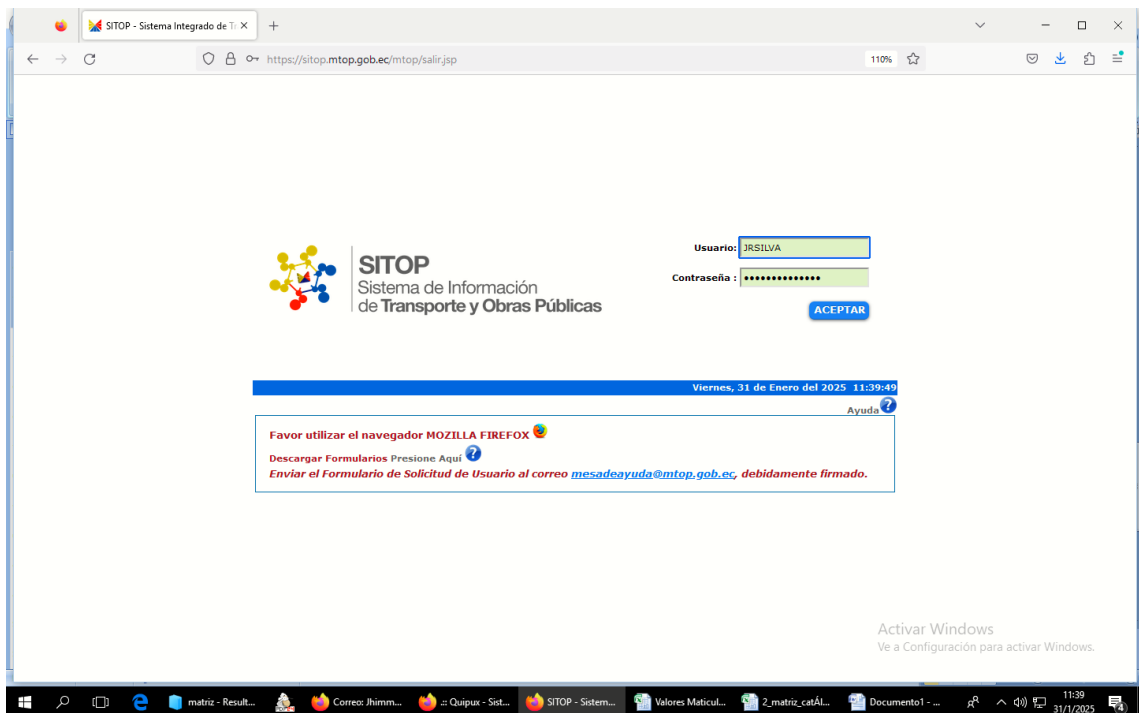 SITOP - Sistema Integrado de Tr
https://sitop.mtop.gob.ec/mtop/salir.jsp
110%
Usuario: JRSILVA
SITOP
Sistema de Información
de Transporte y Obras Públicas
Contraseña : ••••••••••••••
ACEPTAR
Viernes, 31 de Enero del 2025 11:39:49
Ayuda
Favor utilizar el navegador MOZILLA FIREFOX
Descargar Formularios Presione Aquí
Enviar el Formulario de Solicitud de Usuario al correo mesadeayuda@mtop.gob.ec, debidamente firmado.
Activar Windows
Ve a Configuración para activar Windows.
matriz - Result...
Correo: Jhimm...
.:: Quipux - Sist...
SITOP - Sistem...
Valores Maticul...
2_matriz_catÁl...
Documento1 - ...
11:39
31/1/2025
4